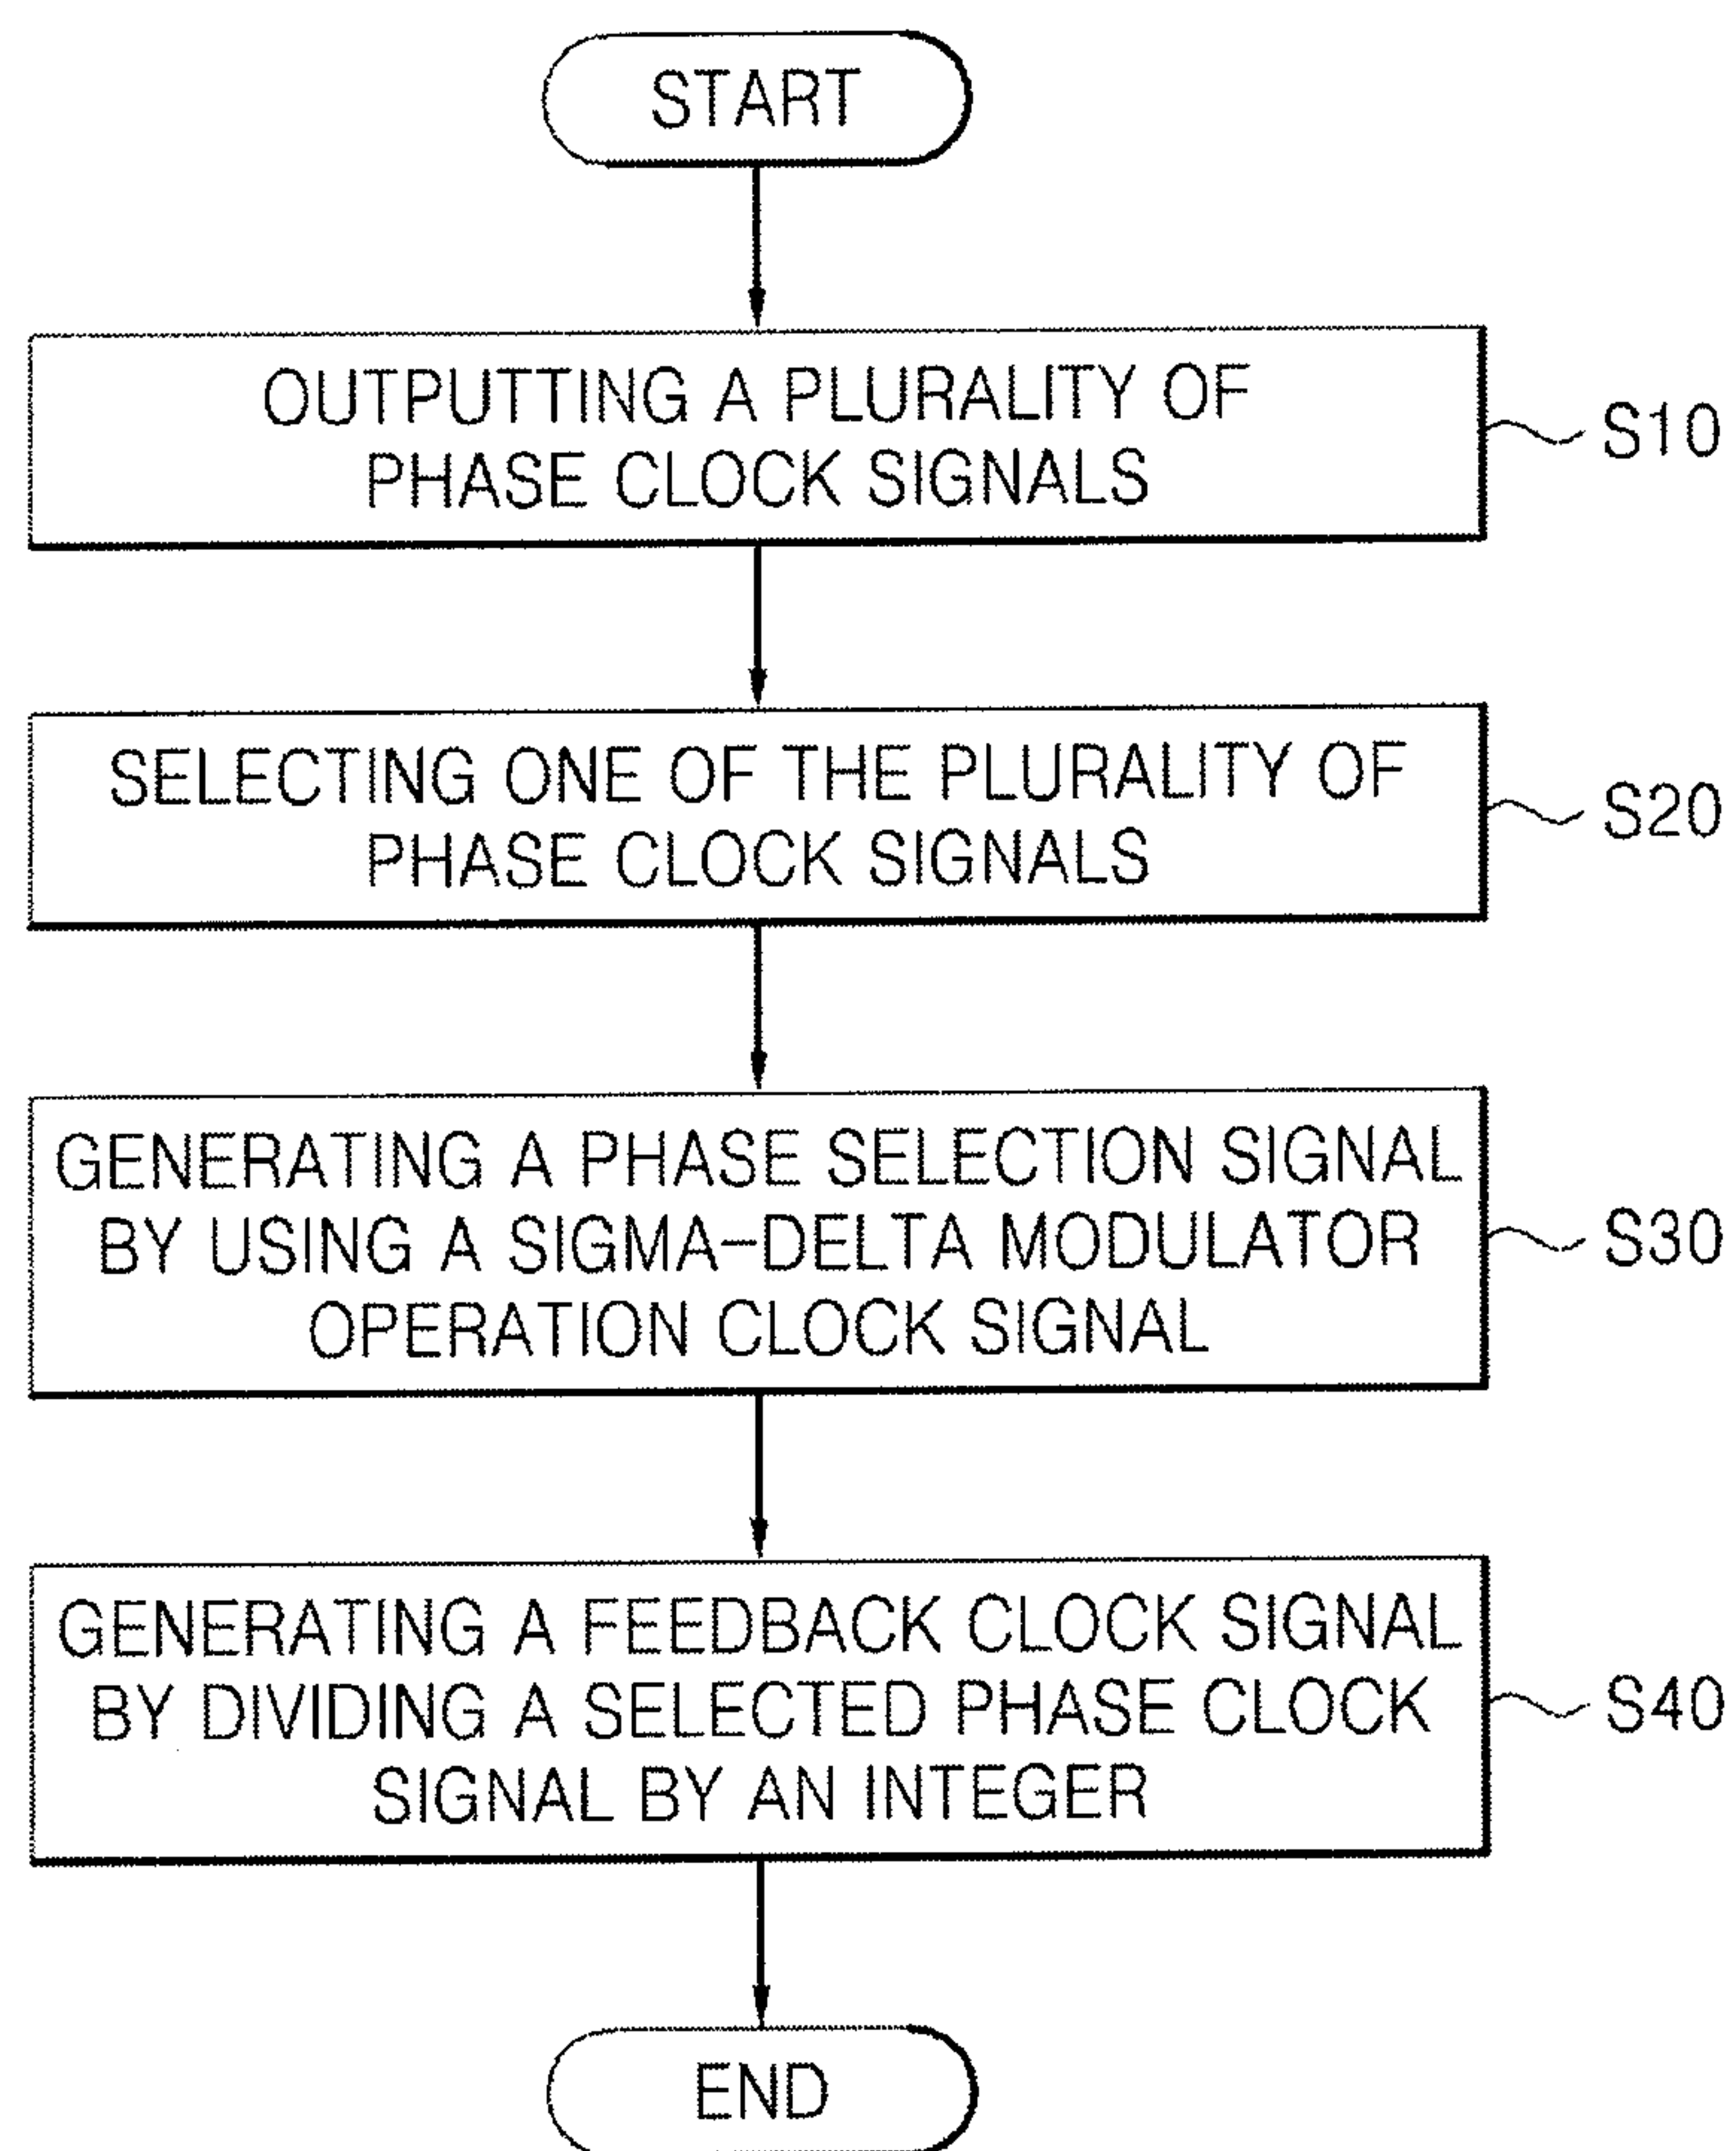 START
OUTPUTTING A PLURALITY OF
PHASE CLOCK SIGNALS
S10
SELECTING ONE OF THE PLURALITY OF
PHASE CLOCK SIGNALS
S20
GENERATING A PHASE SELECTION SIGNAL
BY USING A SIGMA-DELTA MODULATOR
OPERATION CLOCK SIGNAL
S30
GENERATING A FEEDBACK CLOCK SIGNAL
BY DIVIDING A SELECTED PHASE CLOCK
SIGNAL BY AN INTEGER
S40
END